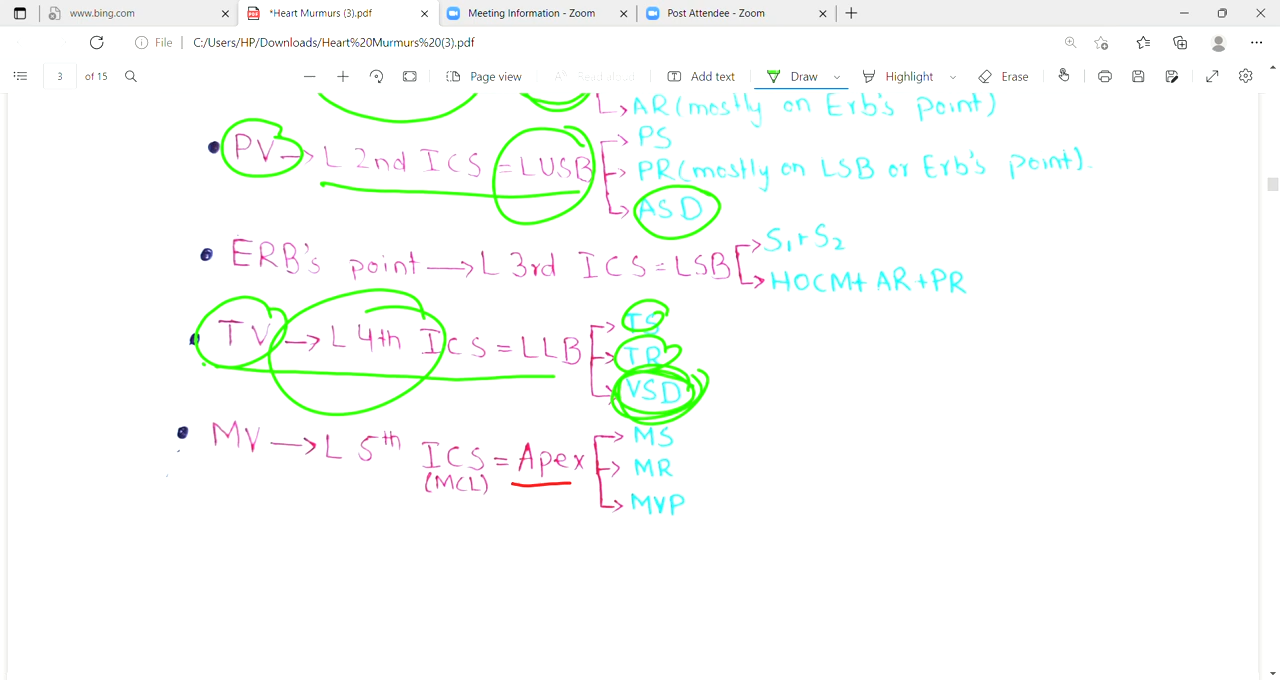 www.bing.com
*Heart Murmurs (3).pdf
Meeting Information - Zoom
Post Attendee - Zoom
File
C:/Users/HP/Downloads/Heart%20Murmurs%20(3).pdf
3 of 15
Page view
Read aloud
Add text
Draw
Highlight
Erase
AR (mostly on Erb's point)
PV → L 2nd ICS = LUSB
PS
PR (mostly on LSB or Erb's point).
ASD
ERB's point → L 3rd ICS = LSB
S₁+S₂
HOCM+ AR+PR
TV → L 4th ICS = LLB
TS
TR
VSD
MV → L 5th ICS = Apex
(MCL)
MS
MR
MVP